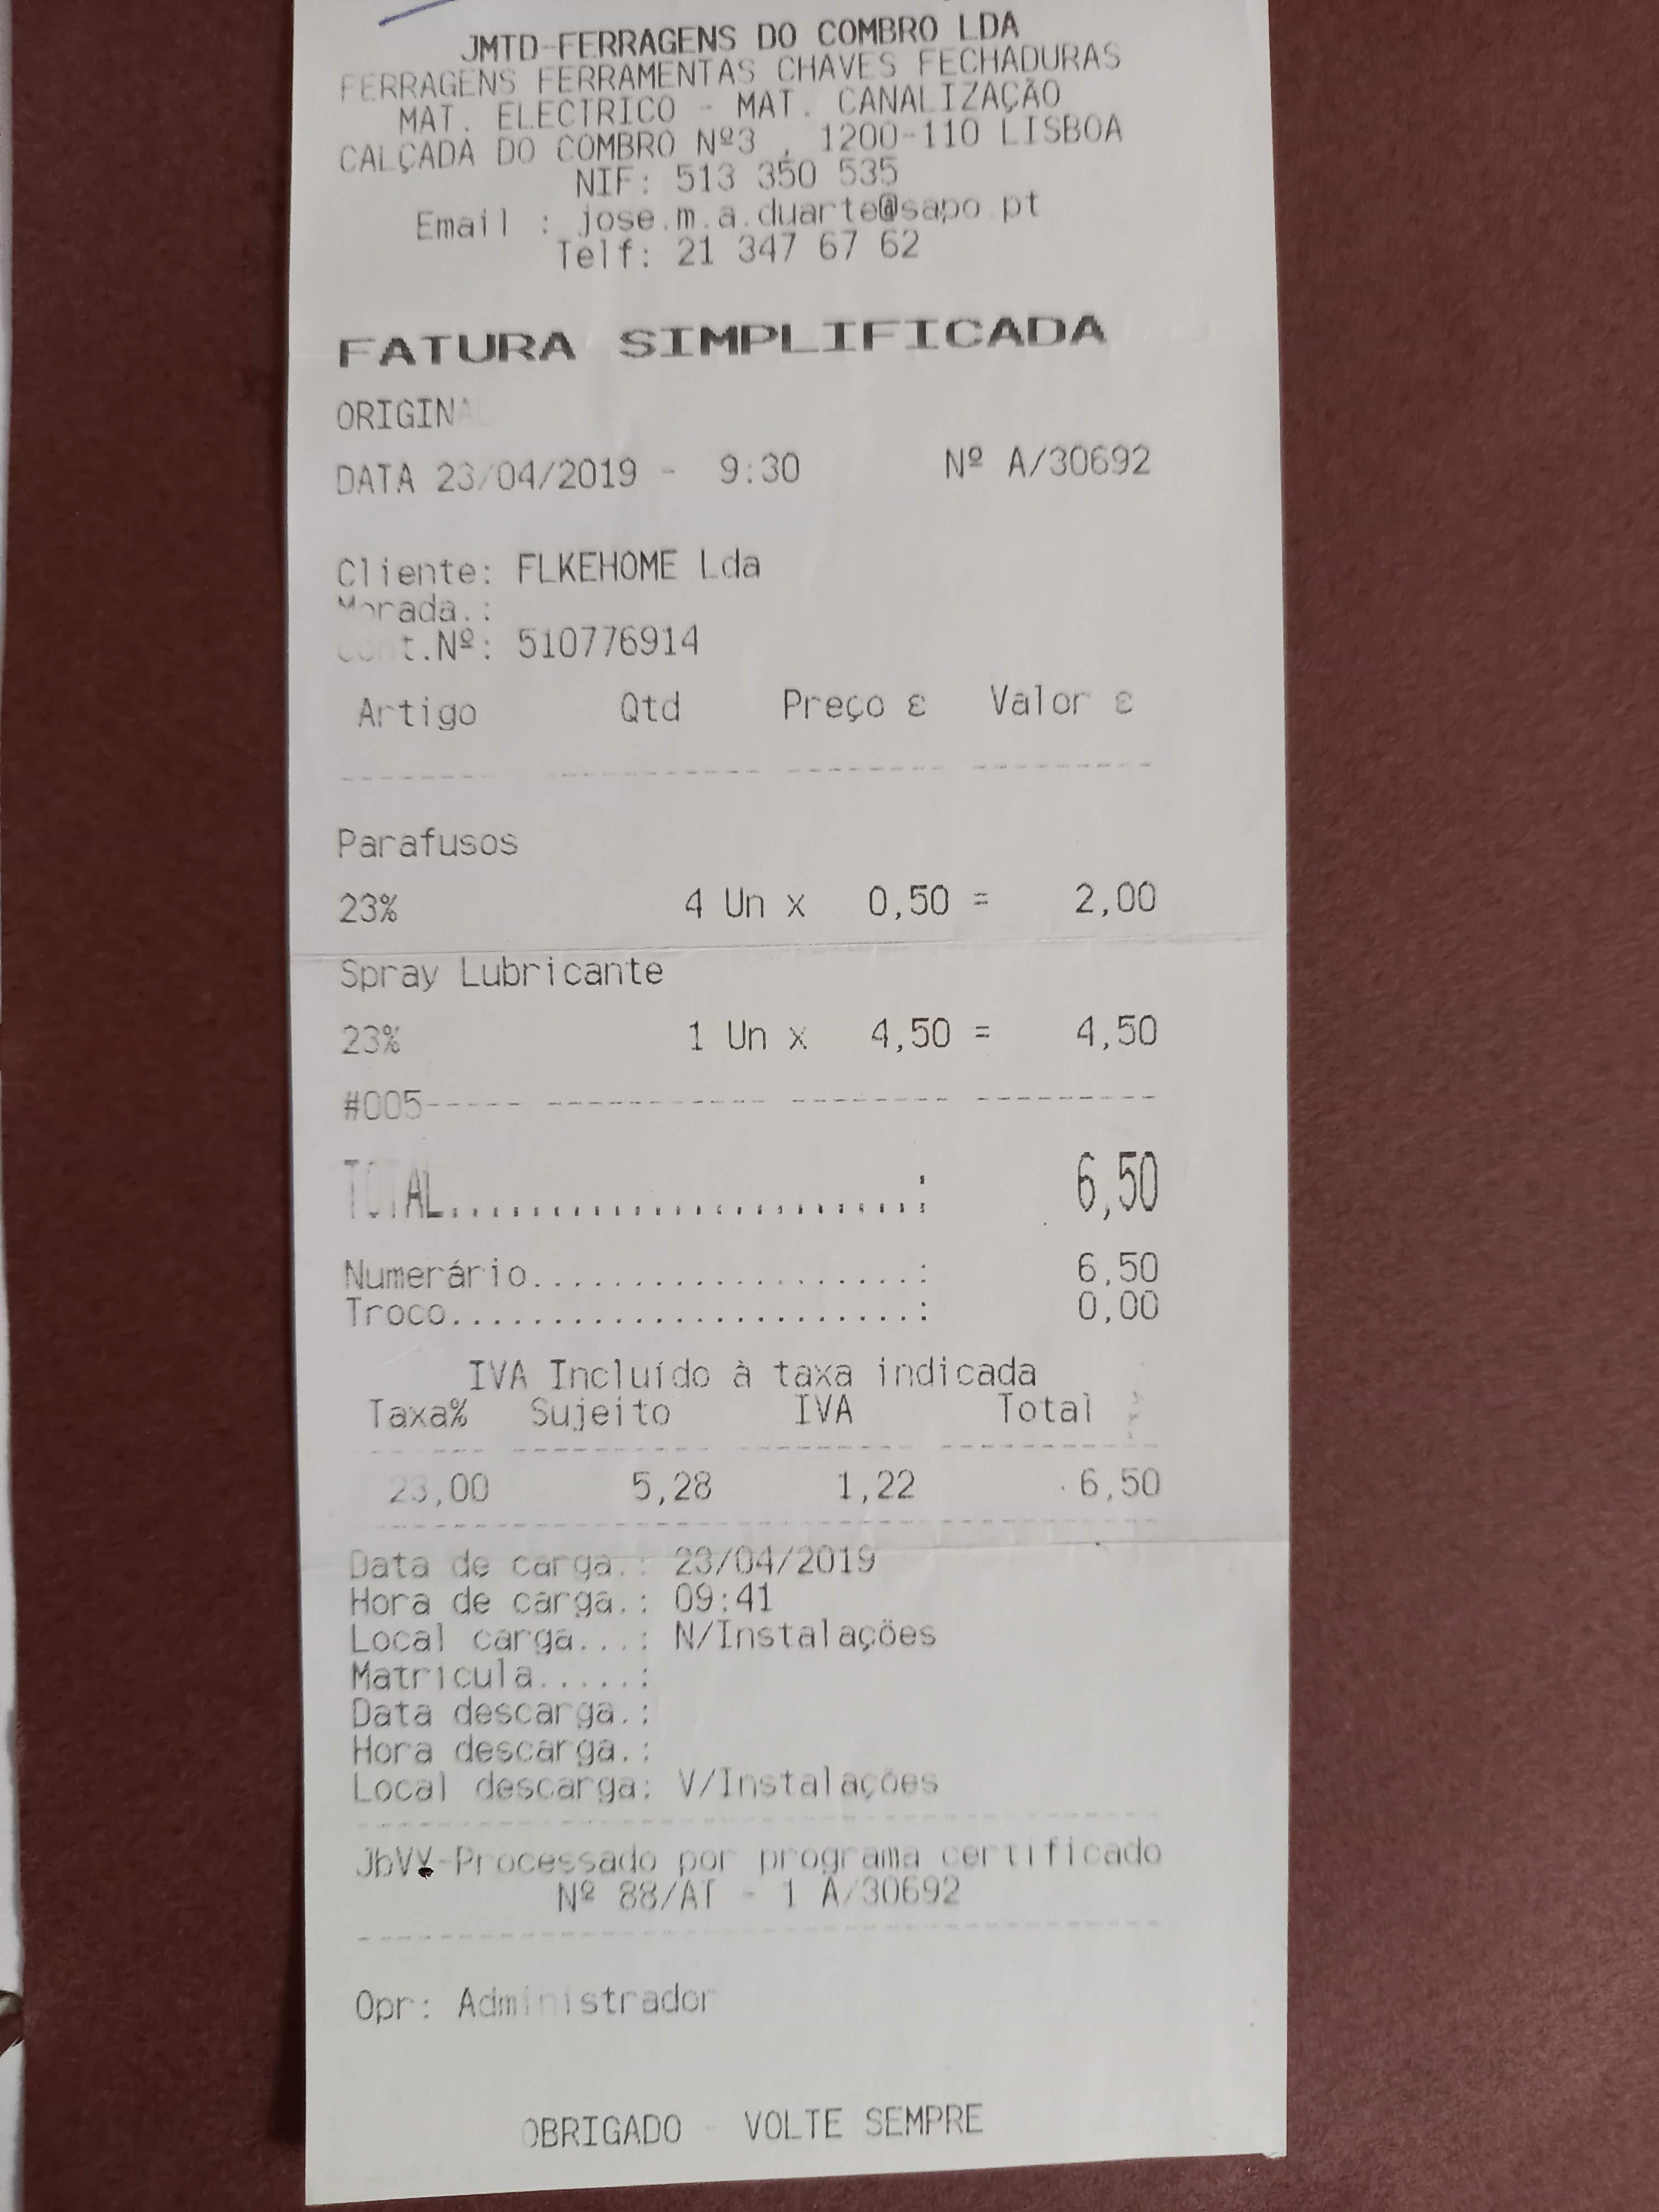 JMTD-FERRAGENS DO COMBRO LDA
FERRAGENS FERRAMENTAS CHAVES FECHADURAS
MAT. ELECTRICO - MAT. CANALIZAÇÃO
CALÇADA DO COMBRO Nº3 , 1200-110 LISBOA
NIF: 513 350 535
Email : jose.m.a.duarte@sapo.pt
Telf: 21 347 67 62
FATURA SIMPLIFICADA
ORIGINAL
DATA 23/04/2019 - 9:30 Nº A/30692
Cliente: FLKEHOME Lda
Morada.:
Cont.Nº: 510776914
Artigo Qtd Preço ε Valor ε
Parafusos
23% 4 Un x 0,50 = 2,00
Spray Lubricante
23% 1 Un x 4,50 = 4,50
#005----- ----------- -------- ---------
TOTAL.......................: 6,50
Numerário...................: 6,50
Troco.......................: 0,00
IVA Incluído à taxa indicada
Taxa% Sujeito IVA Total
23,00 5,28 1,22 6,50
Data de carga.: 23/04/2019
Hora de carga.: 09:41
Local carga...: N/Instalações
Matricula.....:
Data descarga.:
Hora descarga.:
Local descarga: V/Instalações
JbVY-Processado por programa certificado
Nº 88/AT - 1 A/30692
Opr: Administrador
OBRIGADO - VOLTE SEMPRE